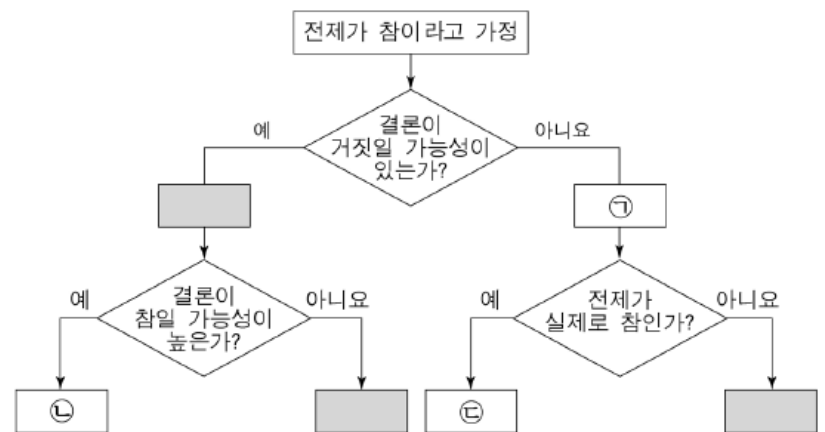 전제가 참이라고 가정
결론이
거짓일 가능성이
있는가?
예
아니요
㉠
결론이
참일 가능성이
높은가?
예
아니요
전제가
실제로 참인가?
예
아니요
㉡
㉢